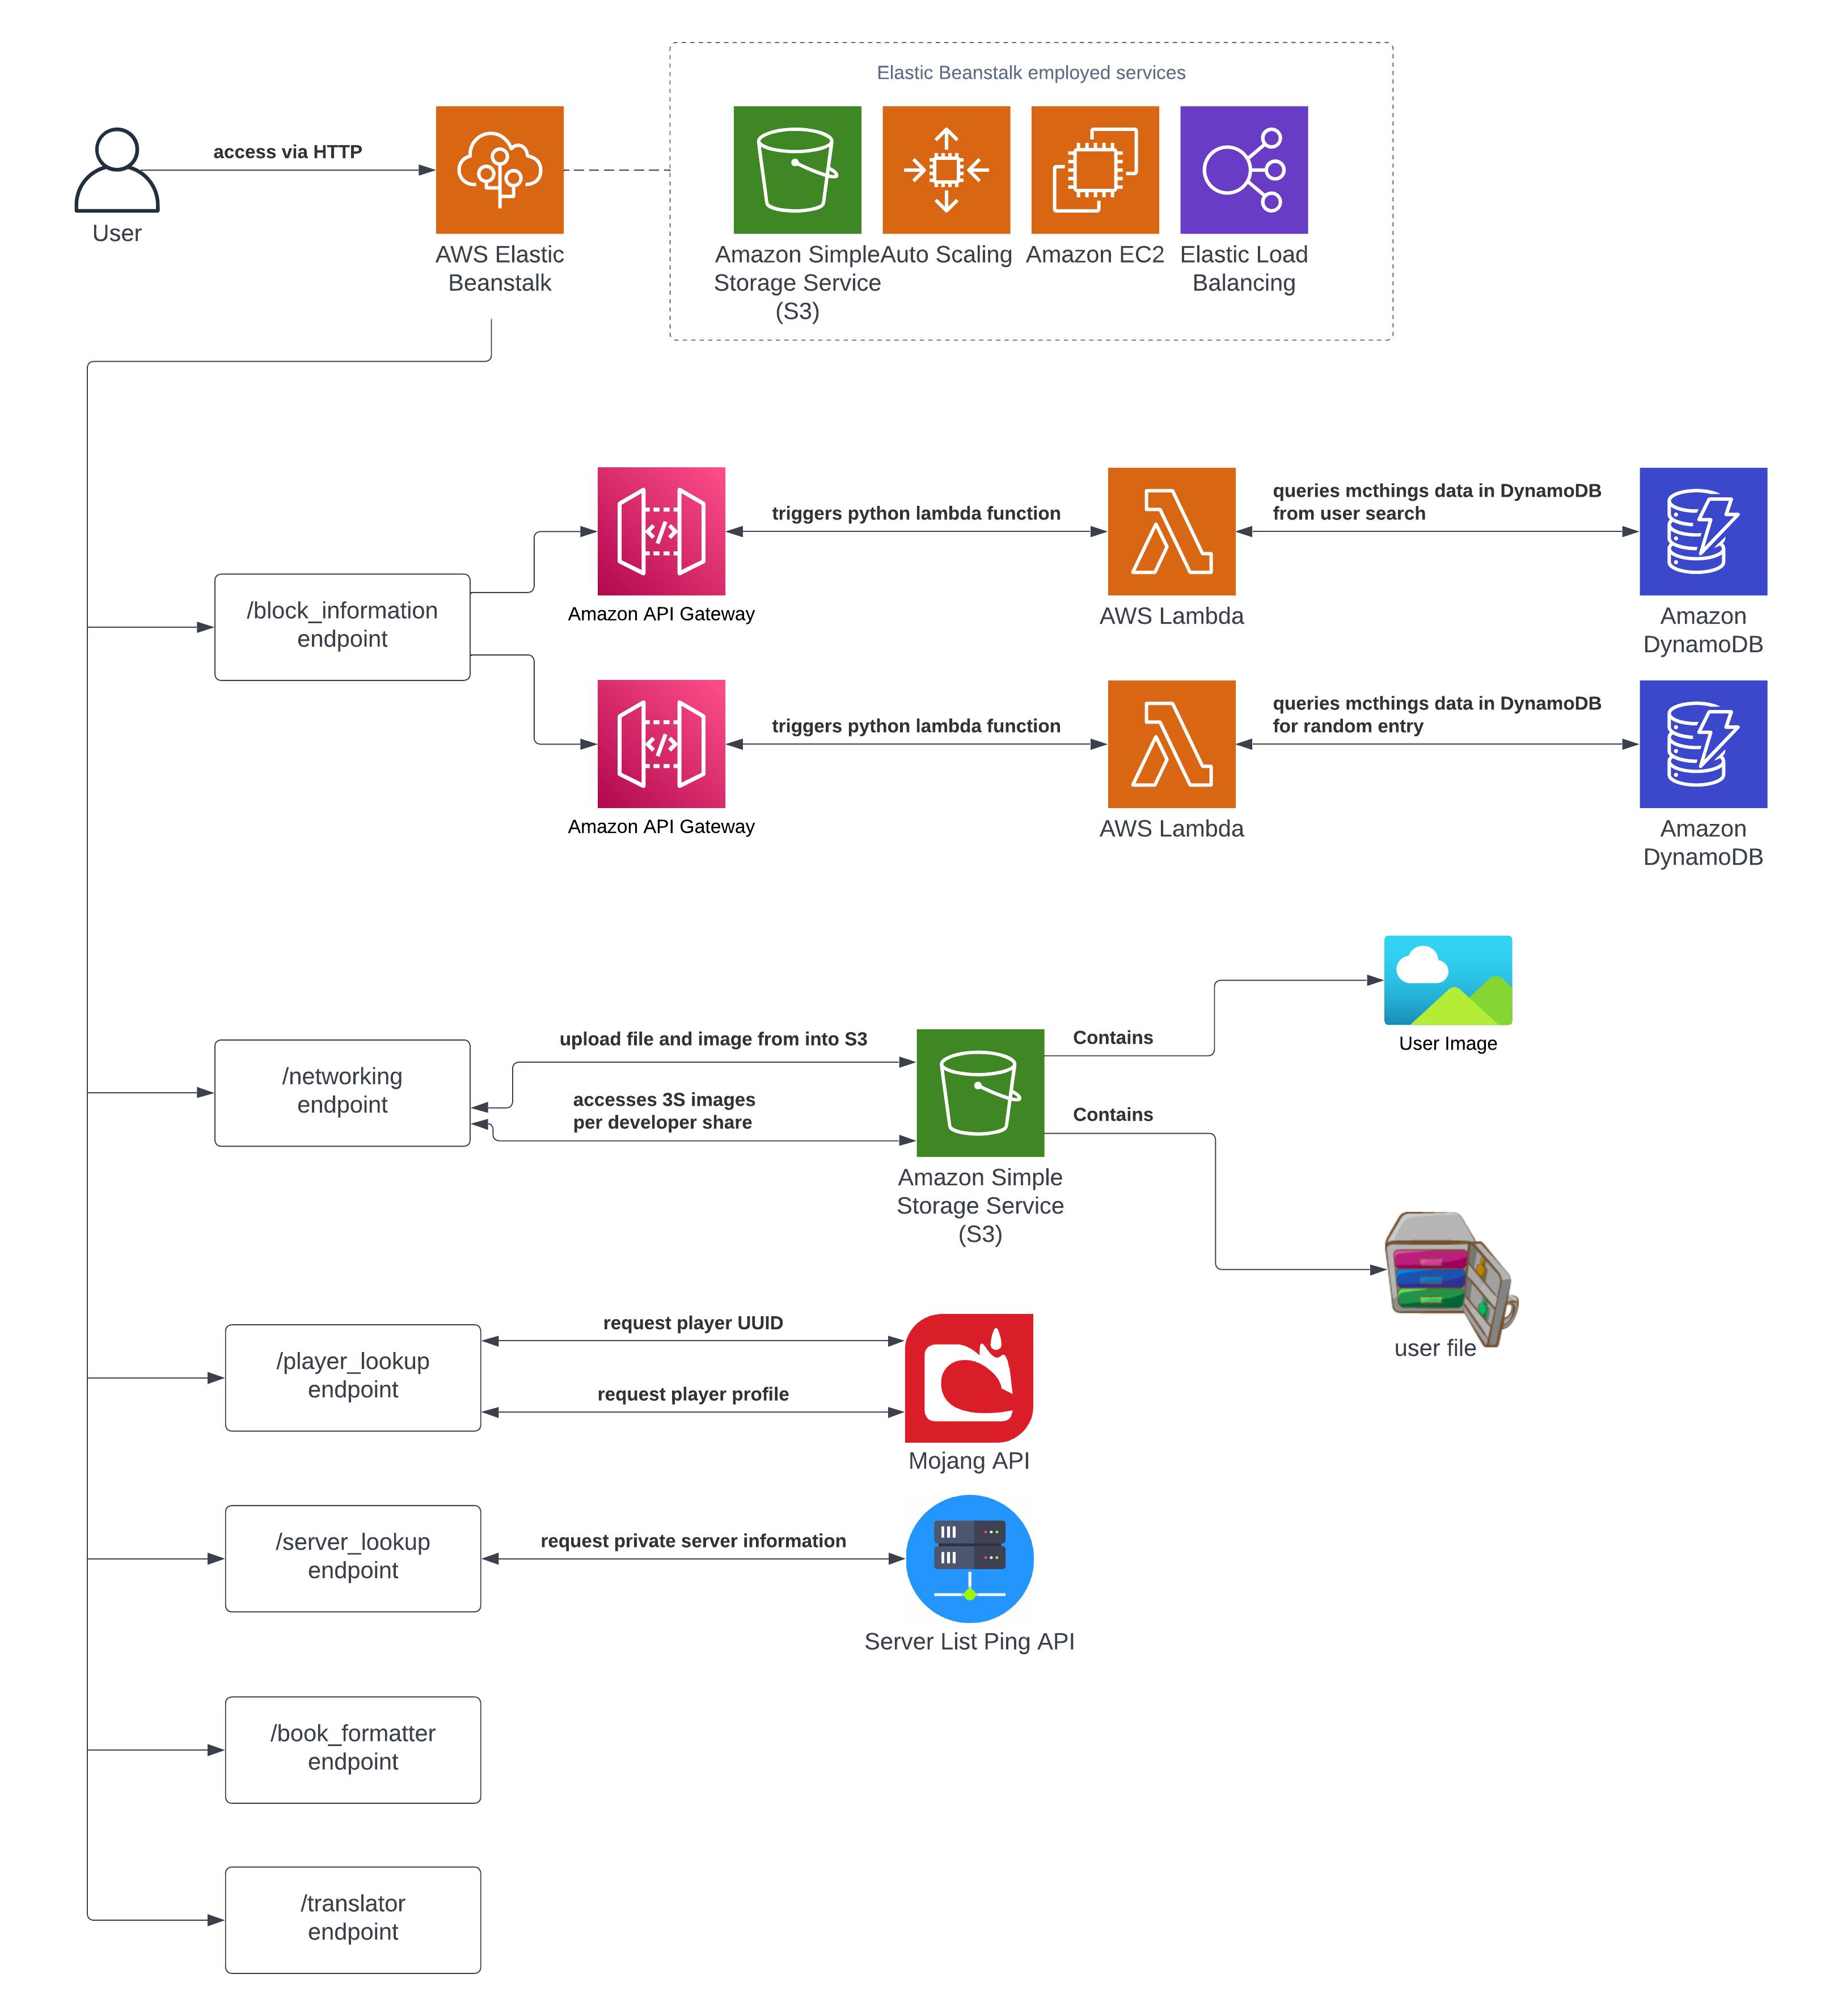 Elastic Beanstalk employed services
access via HTTP
User
AWS Elastic
Beanstalk
Amazon Simple
Storage Service
(S3)
Auto Scaling
Amazon EC2
Elastic Load
Balancing
/block_information
endpoint
Amazon API Gateway
triggers python lambda function
AWS Lambda
queries mcthings data in DynamoDB
from user search
Amazon
DynamoDB
Amazon API Gateway
triggers python lambda function
AWS Lambda
queries mcthings data in DynamoDB
for random entry
Amazon
DynamoDB
/networking
endpoint
upload file and image from into S3
accesses 3S images
per developer share
Amazon Simple
Storage Service
(S3)
Contains
User Image
Contains
user file
/player_lookup
endpoint
request player UUID
request player profile
Mojang API
/server_lookup
endpoint
request private server information
Server List Ping API
/book_formatter
endpoint
/translator
endpoint